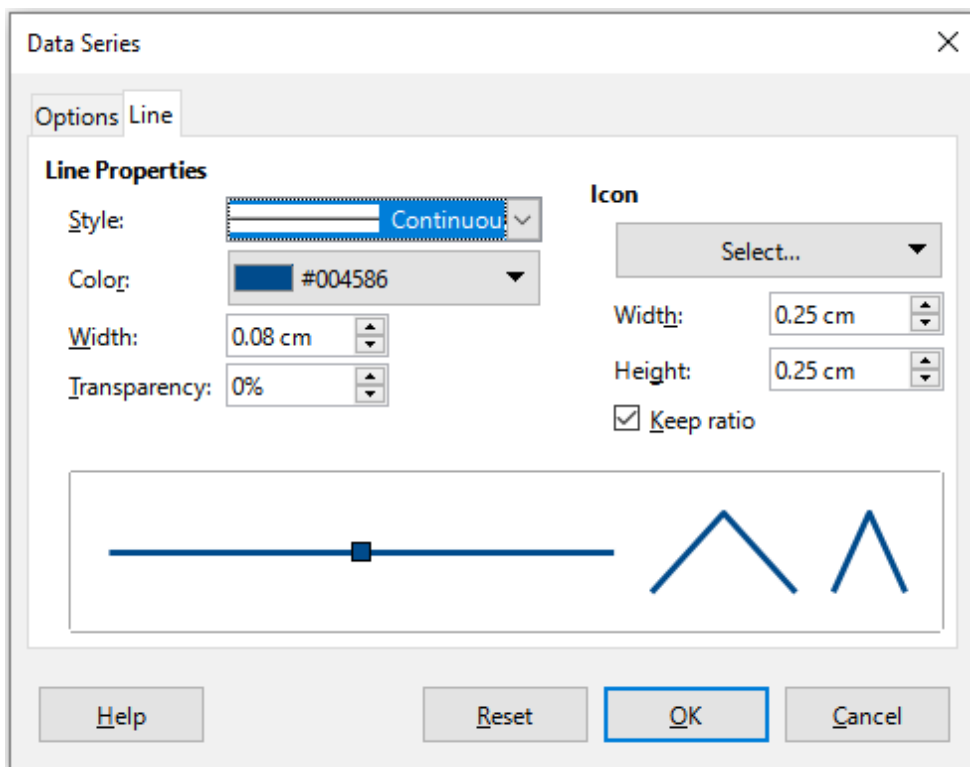 Data Series
Options Line
Line Properties
Style: Continuou
Color: #004586
Width: 0.08 cm
Transparency: 0%
Icon
Select...
Width: 0.25 cm
Height: 0.25 cm
Keep ratio
Help Reset OK Cancel